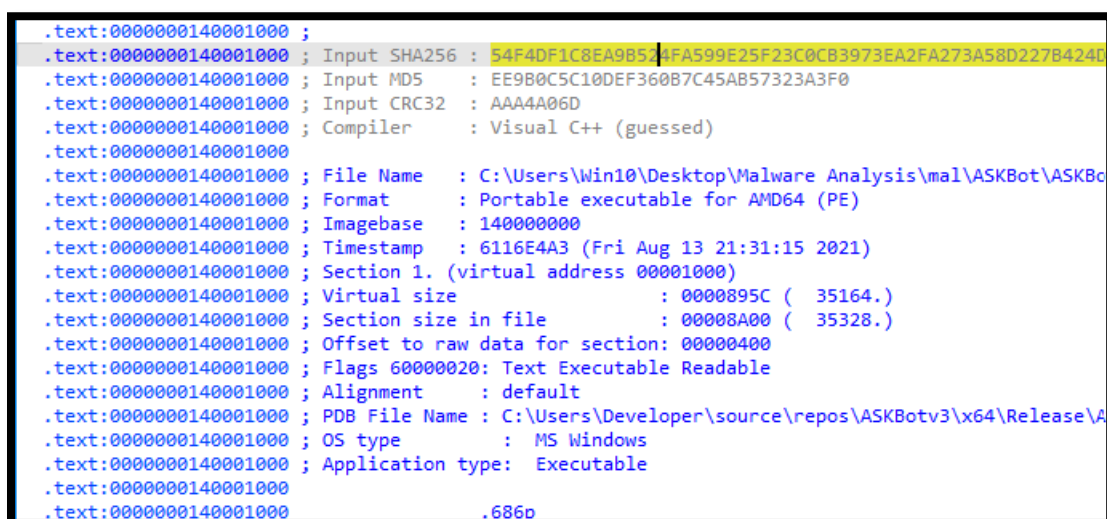 .text:0000000140001000 ;
.text:0000000140001000 ; Input SHA256 : 54F4DF1C8EA9B524FA599E25F23C0CB3973EA2FA273A58D227B424D
.text:0000000140001000 ; Input MD5    : EE9B0C5C10DEF360B7C45AB57323A3F0
.text:0000000140001000 ; Input CRC32  : AAA4A06D
.text:0000000140001000 ; Compiler     : Visual C++ (guessed)
.text:0000000140001000
.text:0000000140001000 ; File Name   : C:\Users\Win10\Desktop\Malware Analysis\mal\ASKBot\ASKBo
.text:0000000140001000 ; Format      : Portable executable for AMD64 (PE)
.text:0000000140001000 ; Imagebase   : 140000000
.text:0000000140001000 ; Timestamp   : 6116E4A3 (Fri Aug 13 21:31:15 2021)
.text:0000000140001000 ; Section 1. (virtual address 00001000)
.text:0000000140001000 ; Virtual size                  : 0000895C (  35164.)
.text:0000000140001000 ; Section size in file          : 00008A00 (  35328.)
.text:0000000140001000 ; Offset to raw data for section: 00000400
.text:0000000140001000 ; Flags 60000020: Text Executable Readable
.text:0000000140001000 ; Alignment     : default
.text:0000000140001000 ; PDB File Name : C:\Users\Developer\source\repos\ASKBotv3\x64\Release\A
.text:0000000140001000 ; OS type         :  MS Windows
.text:0000000140001000 ; Application type:  Executable
.text:0000000140001000
.text:0000000140001000                 .686p